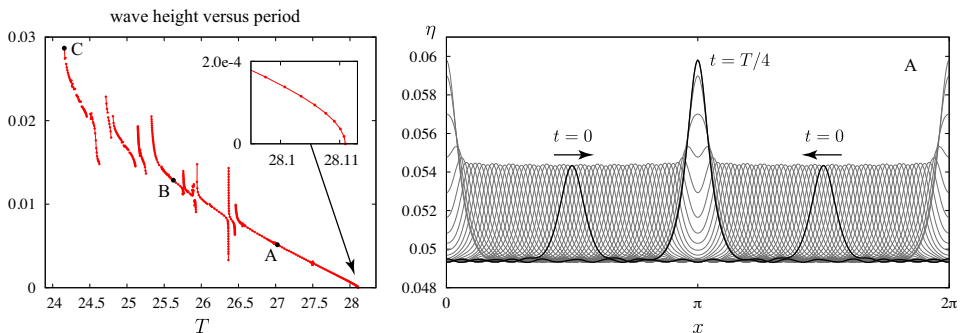 wave height versus period
0.03
0.02
0.01
0
24
24.5
25
25.5
26
26.5
27
27.5
28
T
C
B
A
2.0e-4
0
28.1
28.11
η
0.06
0.058
0.056
0.054
0.052
0.05
0.048
0
π
2π
x
t = T/4
t = 0
t = 0
A